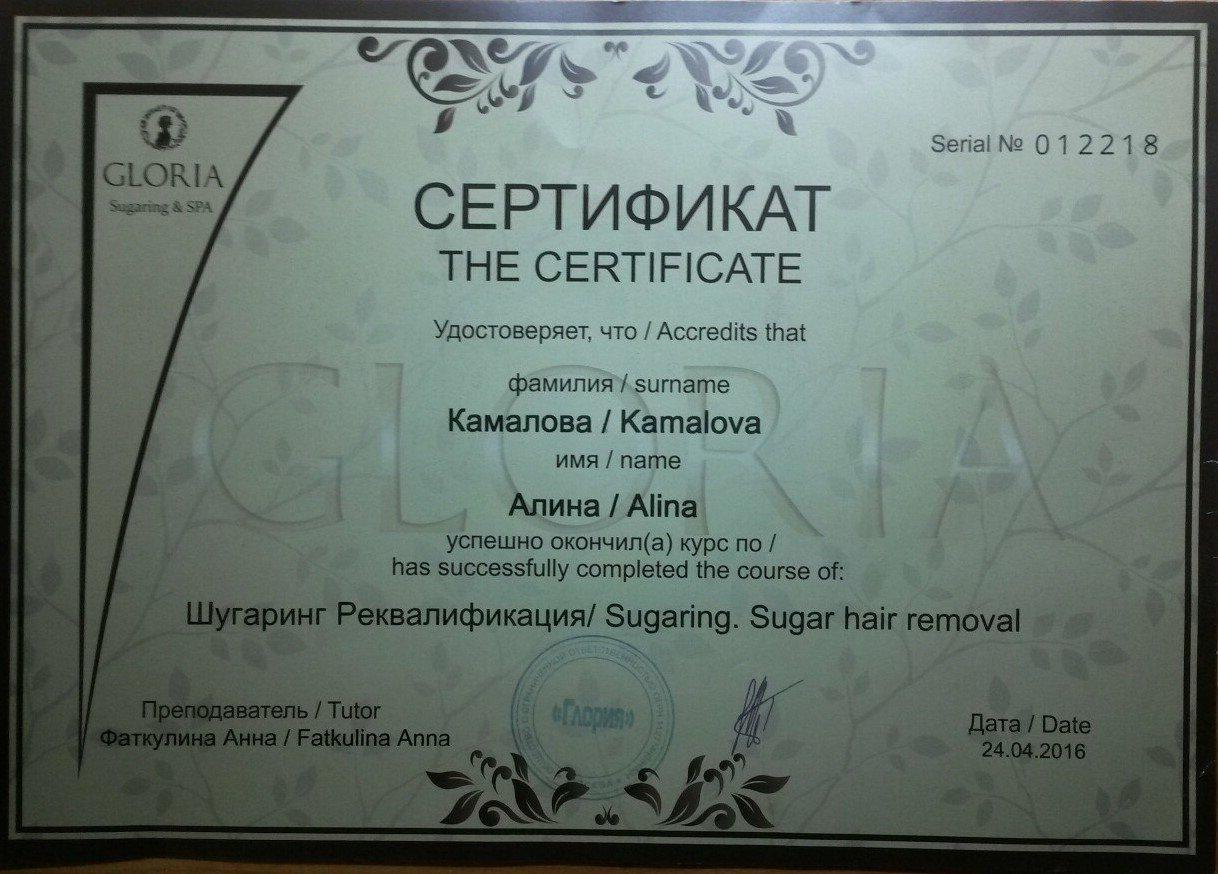 GLORIA
Sugaring & SPA
Serial № 012218
СЕРТИФИКАТ
THE CERTIFICATE
Удостоверяет, что / Accredits that
фамилия / surname
Камалова / Kamalova
имя / name
Алина / Alina
успешно окончил(а) курс по /
has successfully completed the course of:
Шугаринг Реквалификация/ Sugaring. Sugar hair removal
GLORIA
Преподаватель / Tutor
Фаткулина Анна / Fatkulina Anna
«Глория»
Дата / Date
24.04.2016